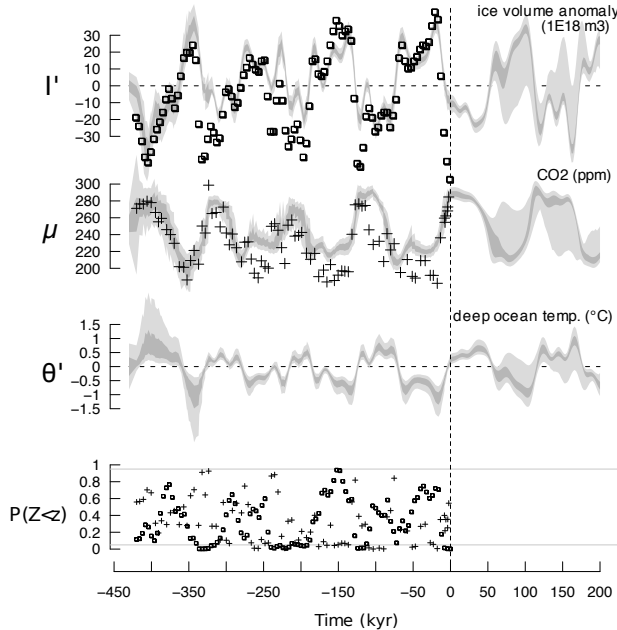 ice volume anomaly
(1E18 m3)
I'
30
20
10
0
−10
−20
−30
CO2 (ppm)
μ
300
280
260
240
220
200
deep ocean temp. (°C)
θ'
1.5
1
0.5
0
−0.5
−1
−1.5
P(Z<z)
1
0.8
0.6
0.4
0.2
0
−450 −350 −250 −150 −50 0 50 100 150 200
Time (kyr)